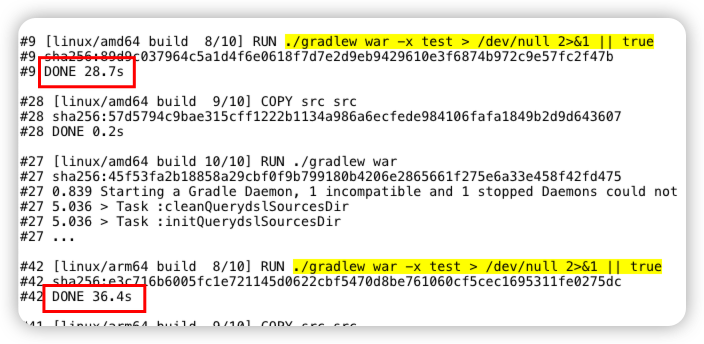 #9 [linux/amd64 build  8/10] RUN ./gradlew war -x test > /dev/null 2>&1 || true
#9 sha256:89d9c037964c5a1d4f6e0618f7d7e2d9eb9429610e3f6874b972c9e57fc2f47b
#9 DONE 28.7s
#28 [linux/amd64 build  9/10] COPY src src
#28 sha256:57d5794c9bae315cff1222b1134a986a6ecfede984106fafa1849b2d9d643607
#28 DONE 0.2s
#27 [linux/amd64 build 10/10] RUN ./gradlew war
#27 sha256:45f53fa2b18858a29cbf0f9b799180b4206e2865661f275e6a33e458f42fd475
#27 0.839 Starting a Gradle Daemon, 1 incompatible and 1 stopped Daemons could not
#27 5.036 > Task :cleanQuerydslSourcesDir
#27 5.036 > Task :initQuerydslSourcesDir
#27 ...
#42 [linux/arm64 build  8/10] RUN ./gradlew war -x test > /dev/null 2>&1 || true
#42 sha256:e3c716b6005fc1e721145d0622cbf5470d8be761060cf5cec1695311fe0275dc
#42 DONE 36.4s
#41 [linux/arm64 build  9/10] COPY src src